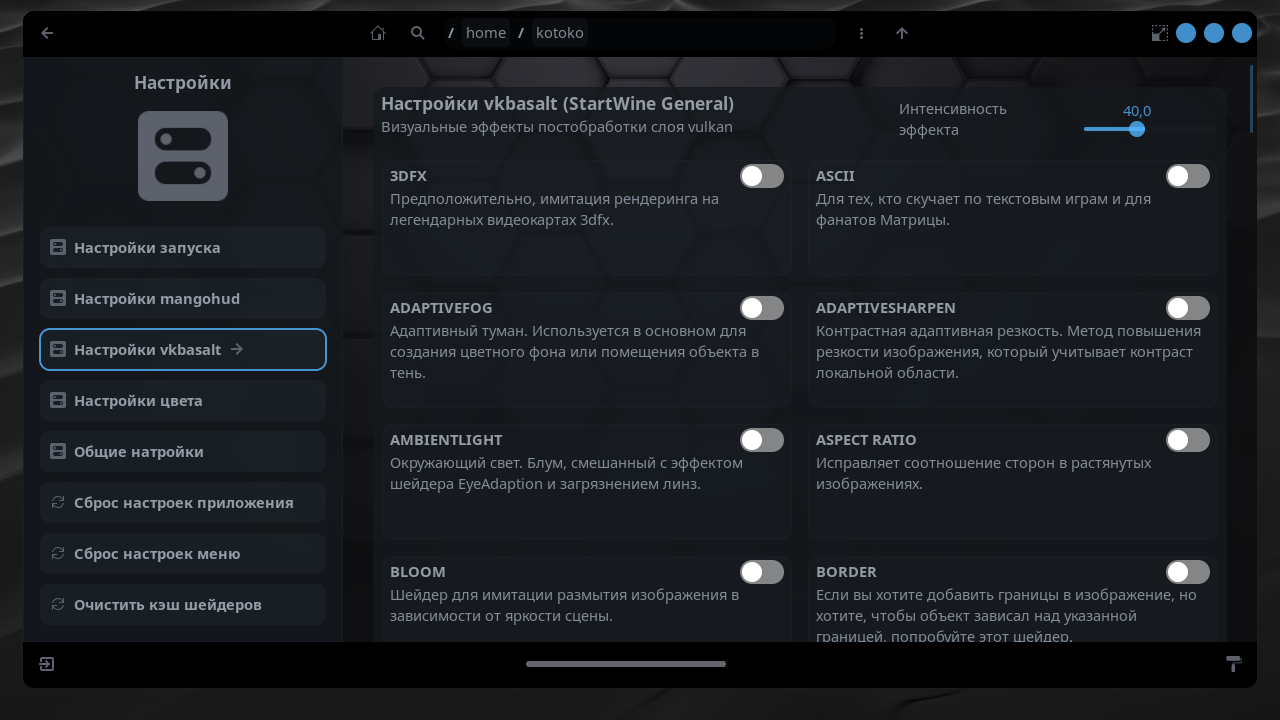 / home / kotoko
Настройки
Настройки запуска
Настройки mangohud
Настройки vkbasalt
Настройки цвета
Общие натройки
Сброс настроек приложения
Сброс настроек меню
Очистить кэш шейдеров
Настройки vkbasalt (StartWine General)
Визуальные эффекты постобработки слоя vulkan
Интенсивность
эффекта
40,0
3DFX
Предположительно, имитация рендеринга на
легендарных видеокартах 3dfx.
ASCII
Для тех, кто скучает по текстовым играм и для
фанатов Матрицы.
ADAPTIVEFOG
Адаптивный туман. Используется в основном для
создания цветного фона или помещения объекта в
тень.
ADAPTIVESHARPEN
Контрастная адаптивная резкость. Метод повышения
резкости изображения, который учитывает контраст
локальной области.
AMBIENTLIGHT
Окружающий свет. Блум, смешанный с эффектом
шейдера EyeAdaption и загрязнением линз.
ASPECT RATIO
Исправляет соотношение сторон в растянутых
изображениях.
BLOOM
Шейдер для имитации размытия изображения в
зависимости от яркости сцены.
BORDER
Если вы хотите добавить границы в изображение, но
хотите, чтобы объект зависал над указанной
границей, попробуйте этот шейдер.